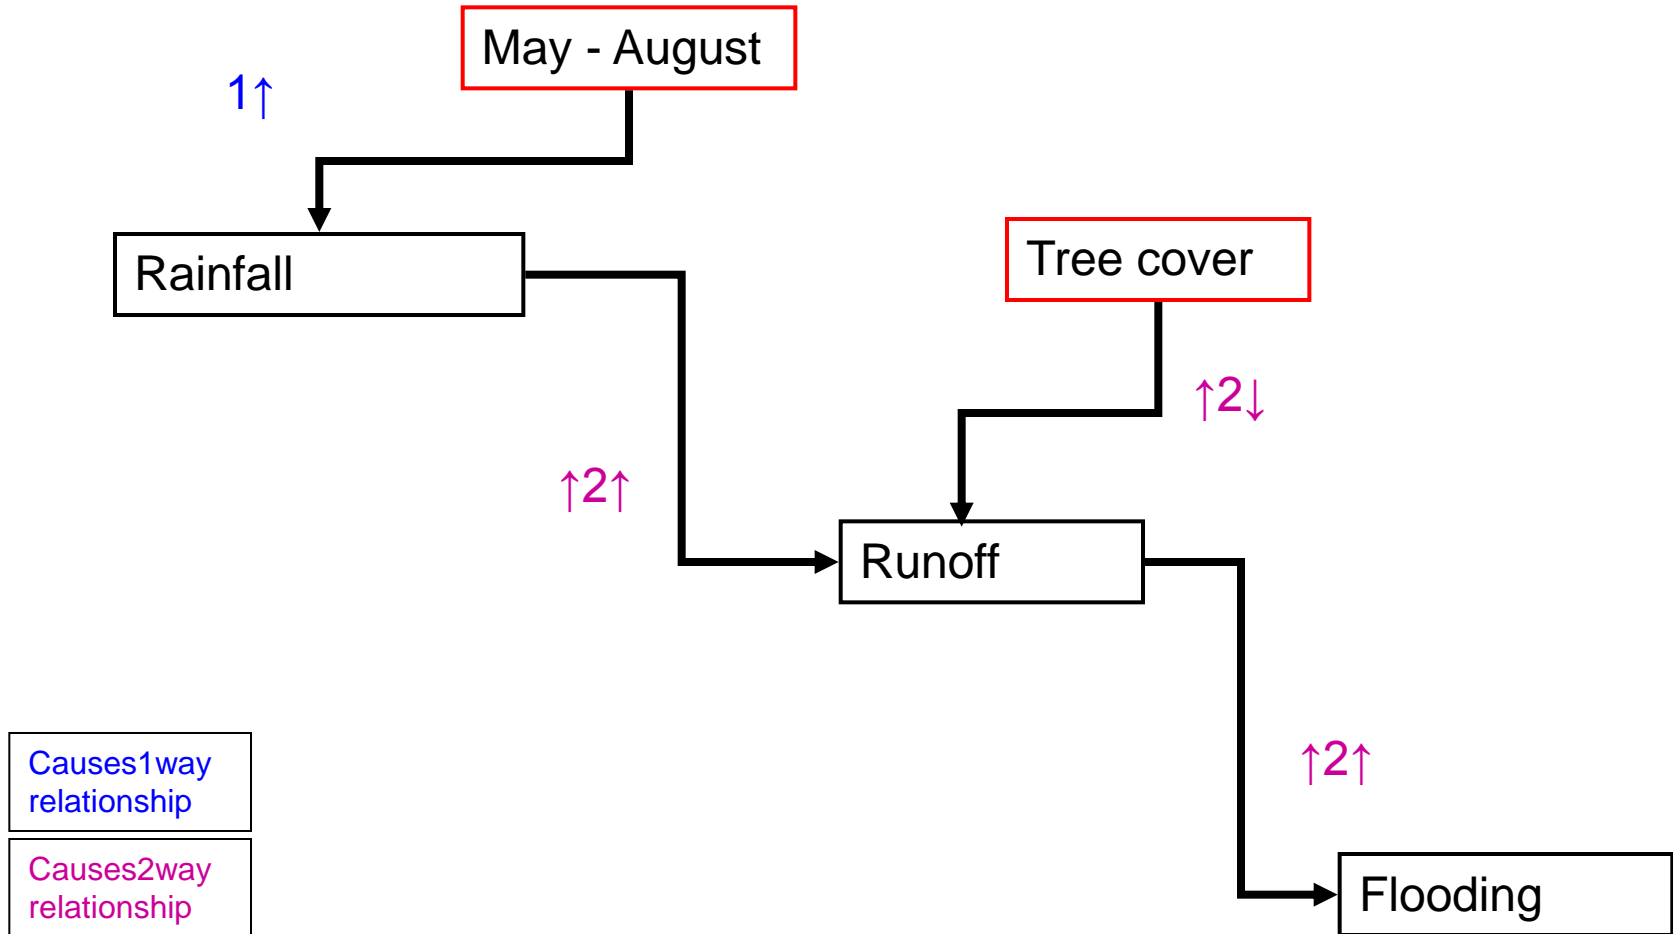 May - August
1↑
Rainfall
Tree cover
↑2↓
↑2↑
Runoff
↑2↑
Causes1way
relationship
Causes2way
relationship
Flooding